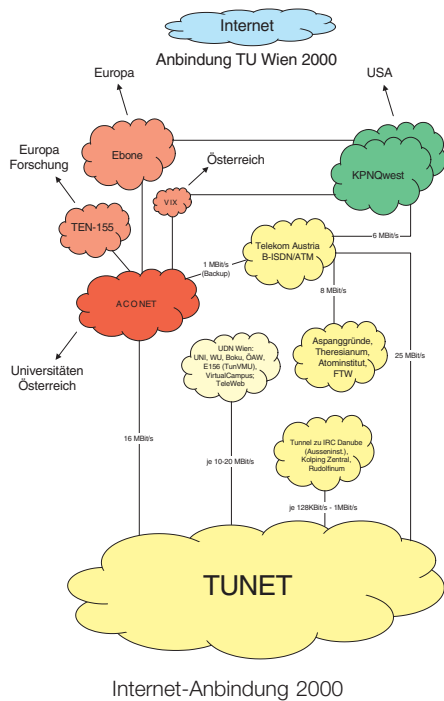 Internet
Anbindung TU Wien 2000
Europa
USA
Ebone
KPNQwest
Europa
Forschung
Österreich
VIX
TEN-155
Telekom Austria
B-ISDN/ATM
6 MBit/s
1 MBit/s
(Backup)
ACONET
8 MBit/s
UDN Wien:
UNI, WU, Boku, ÖAW,
E156 (TunVMU),
VirtualCampus;
TeleWeb
Aspanggründe,
Theresianum,
Atominstitut,
FTW
25 MBit/s
Universitäten
Österreich
16 MBit/s
je 10-20 MBit/s
Tunnel zu IRC Danube
(Ausseninst.),
Kolping Zentral,
Rudolfinum
je 128KBit/s - 1MBit/s
TUNET
Internet-Anbindung 2000